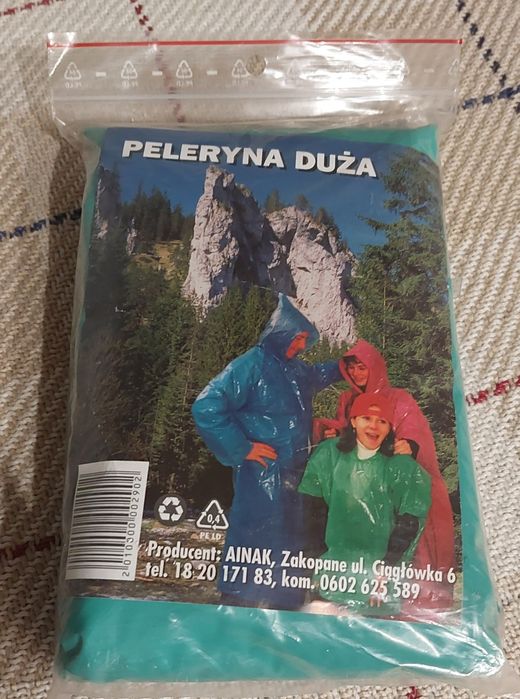 PELERYNA DUŻA
2010300002902
0,4
PE LD
Producent: AINAK, Zakopane ul. Ciągłówka 6
tel. 18 20 171 83, kom. 0602 625 589